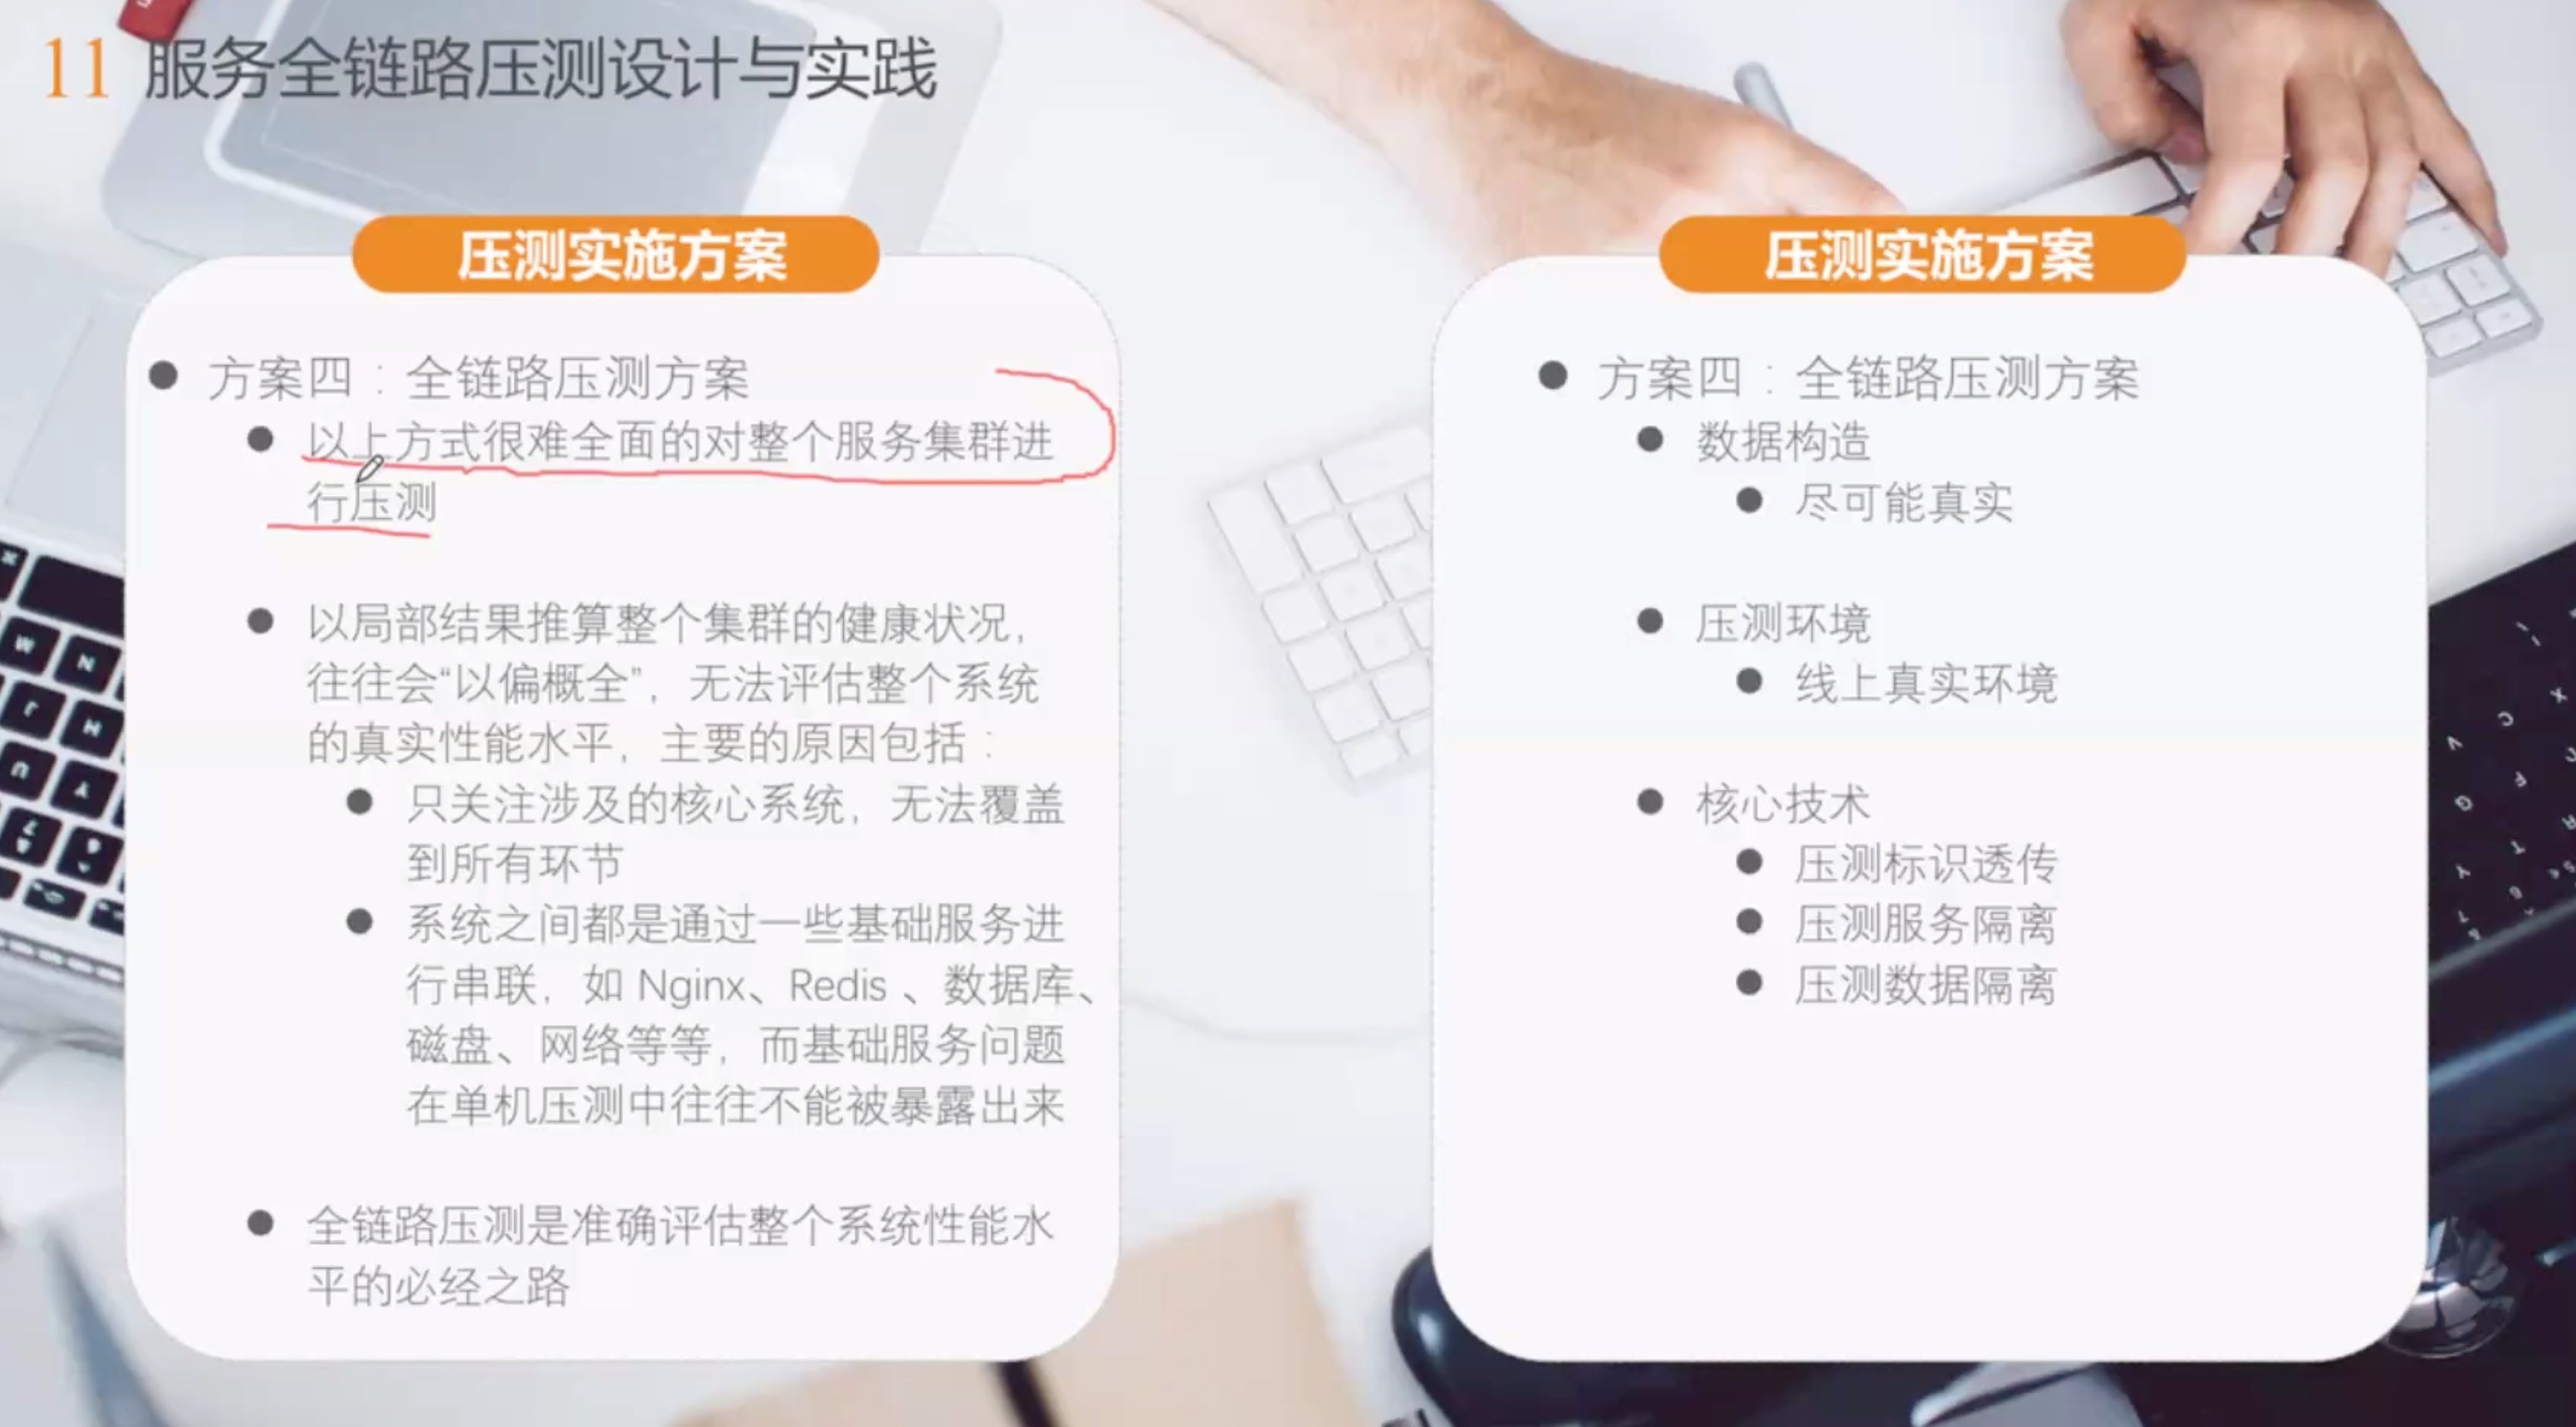 11 服务全链路压测设计与实践
压测实施方案
方案四：全链路压测方案
以上方式很难全面的对整个服务集群进
行压测
以局部结果推算整个集群的健康状况，
往往会“以偏概全”，无法评估整个系统
的真实性能水平，主要的原因包括：
只关注涉及的核心系统，无法覆盖
到所有环节
系统之间都是通过一些基础服务进
行串联，如 Nginx、Redis 、数据库、
磁盘、网络等等，而基础服务问题
在单机压测中往往不能被暴露出来
全链路压测是准确评估整个系统性能水
平的必经之路
压测实施方案
方案四：全链路压测方案
数据构造
尽可能真实
压测环境
线上真实环境
核心技术
压测标识透传
压测服务隔离
压测数据隔离